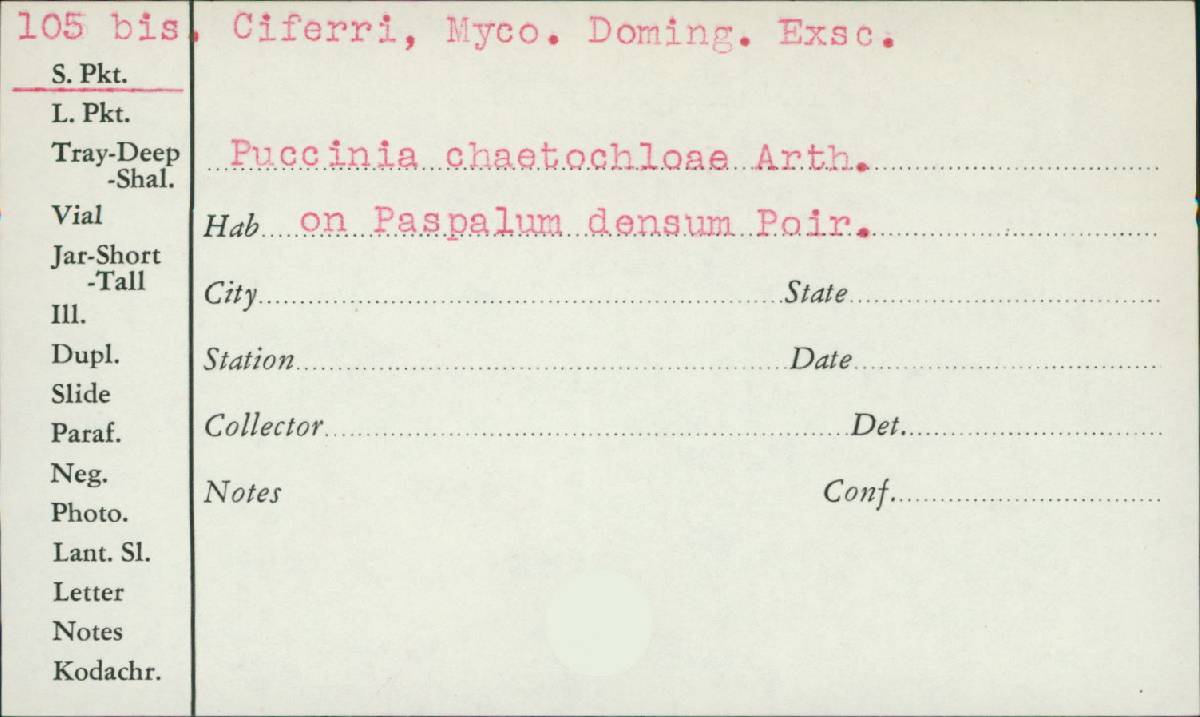 105 bis. Ciferri, Myco. Doming. Exsc.
S. Pkt.
L. Pkt.
Tray-Deep
-Shal.
Vial
Jar-Short
-Tall
Ill.
Dupl.
Slide
Paraf.
Neg.
Photo.
Lant. Sl.
Letter
Notes
Kodachr.
Puccinia chaetochloae Arth.
Hab on Paspalum densum Poir.
City State
Station Date
Collector Det.
Notes Conf.